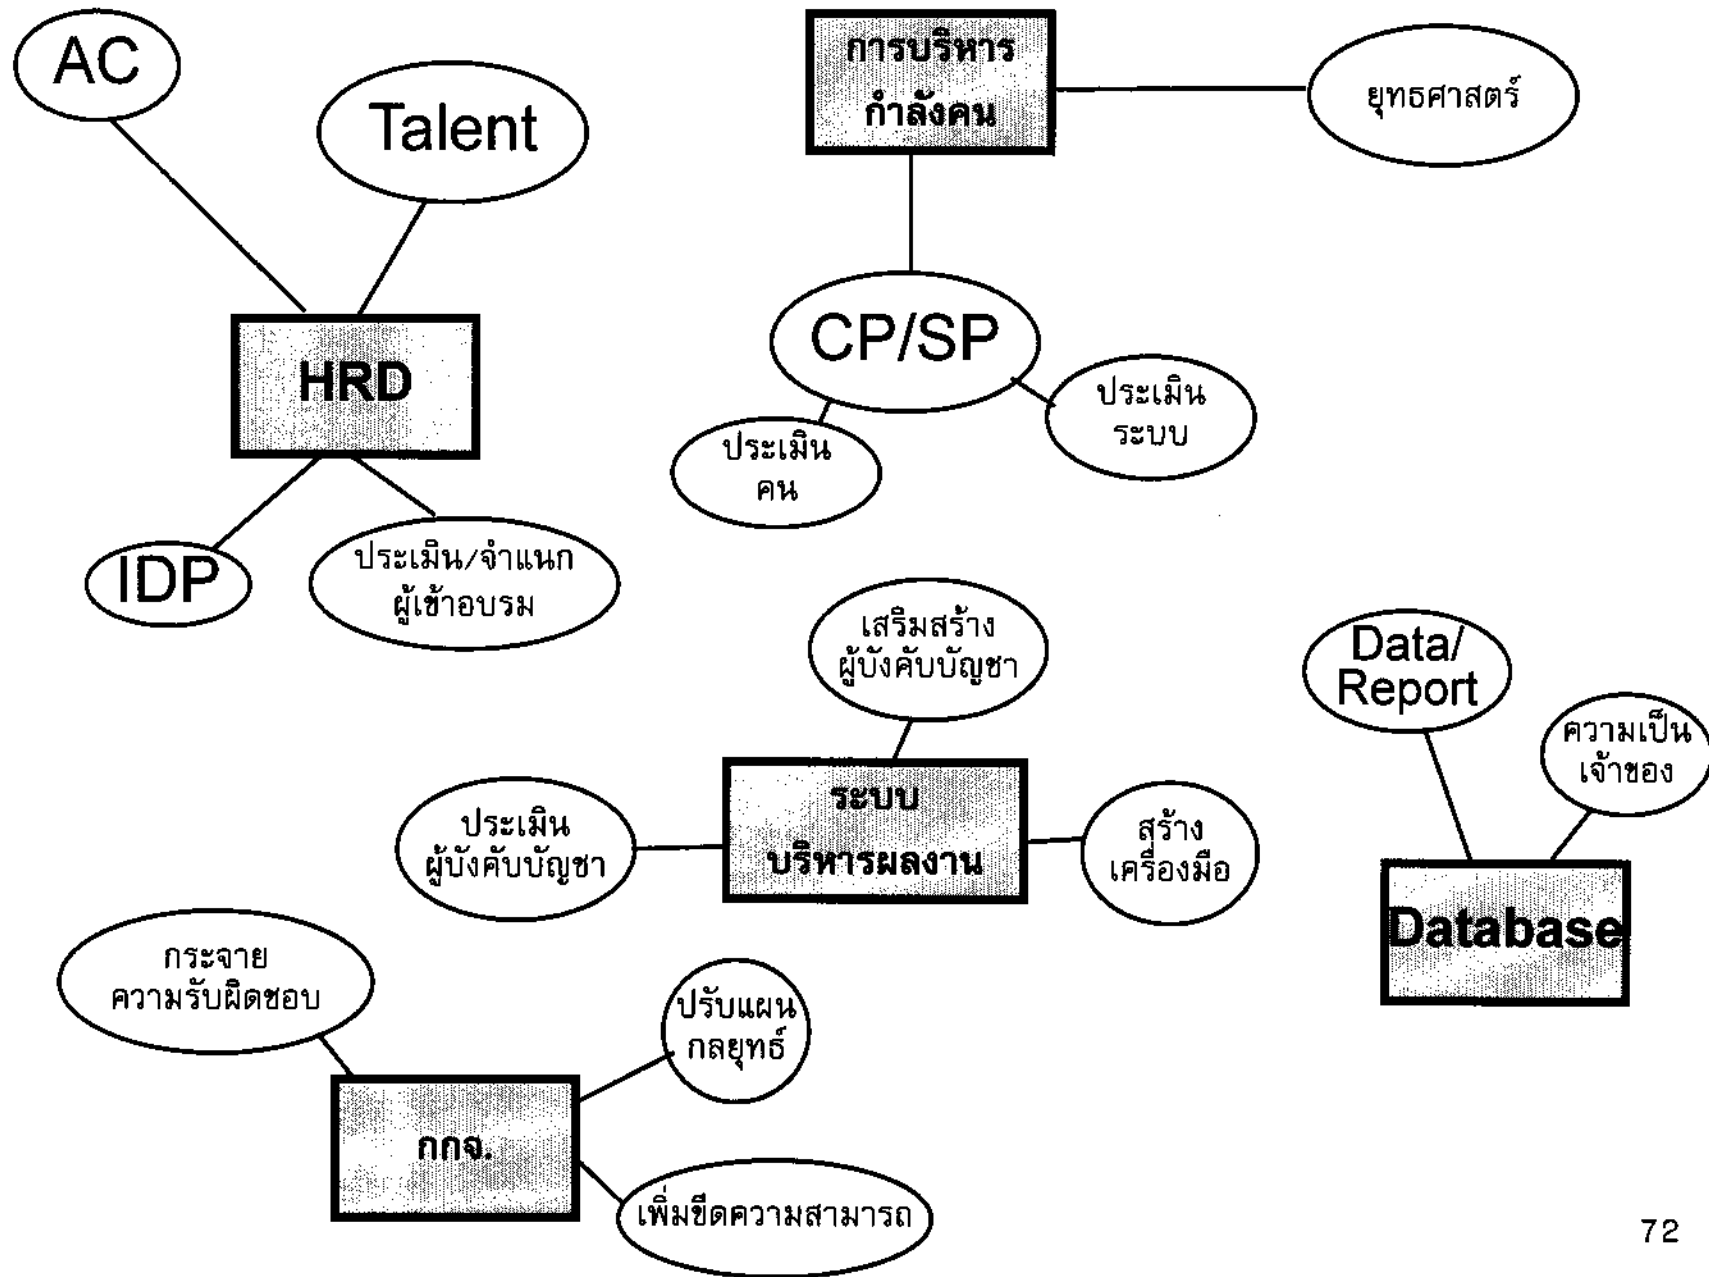 AC
Talent
HRD
IDP
ประเมิน/จำแนก
ผู้เข้าอบรม
การบริหาร
กำลังคน
ยุทธศาสตร์
CP/SP
ประเมิน
คน
ประเมิน
ระบบ
เสริมสร้าง
ผู้บังคับบัญชา
ประเมิน
ผู้บังคับบัญชา
ระบบ
บริหารผลงาน
สร้าง
เครื่องมือ
Data/
Report
ความเป็น
เจ้าของ
Database
กระจาย
ความรับผิดชอบ
ปรับแผน
กลยุทธ์
กกจ.
เพิ่มขีดความสามารถ
72